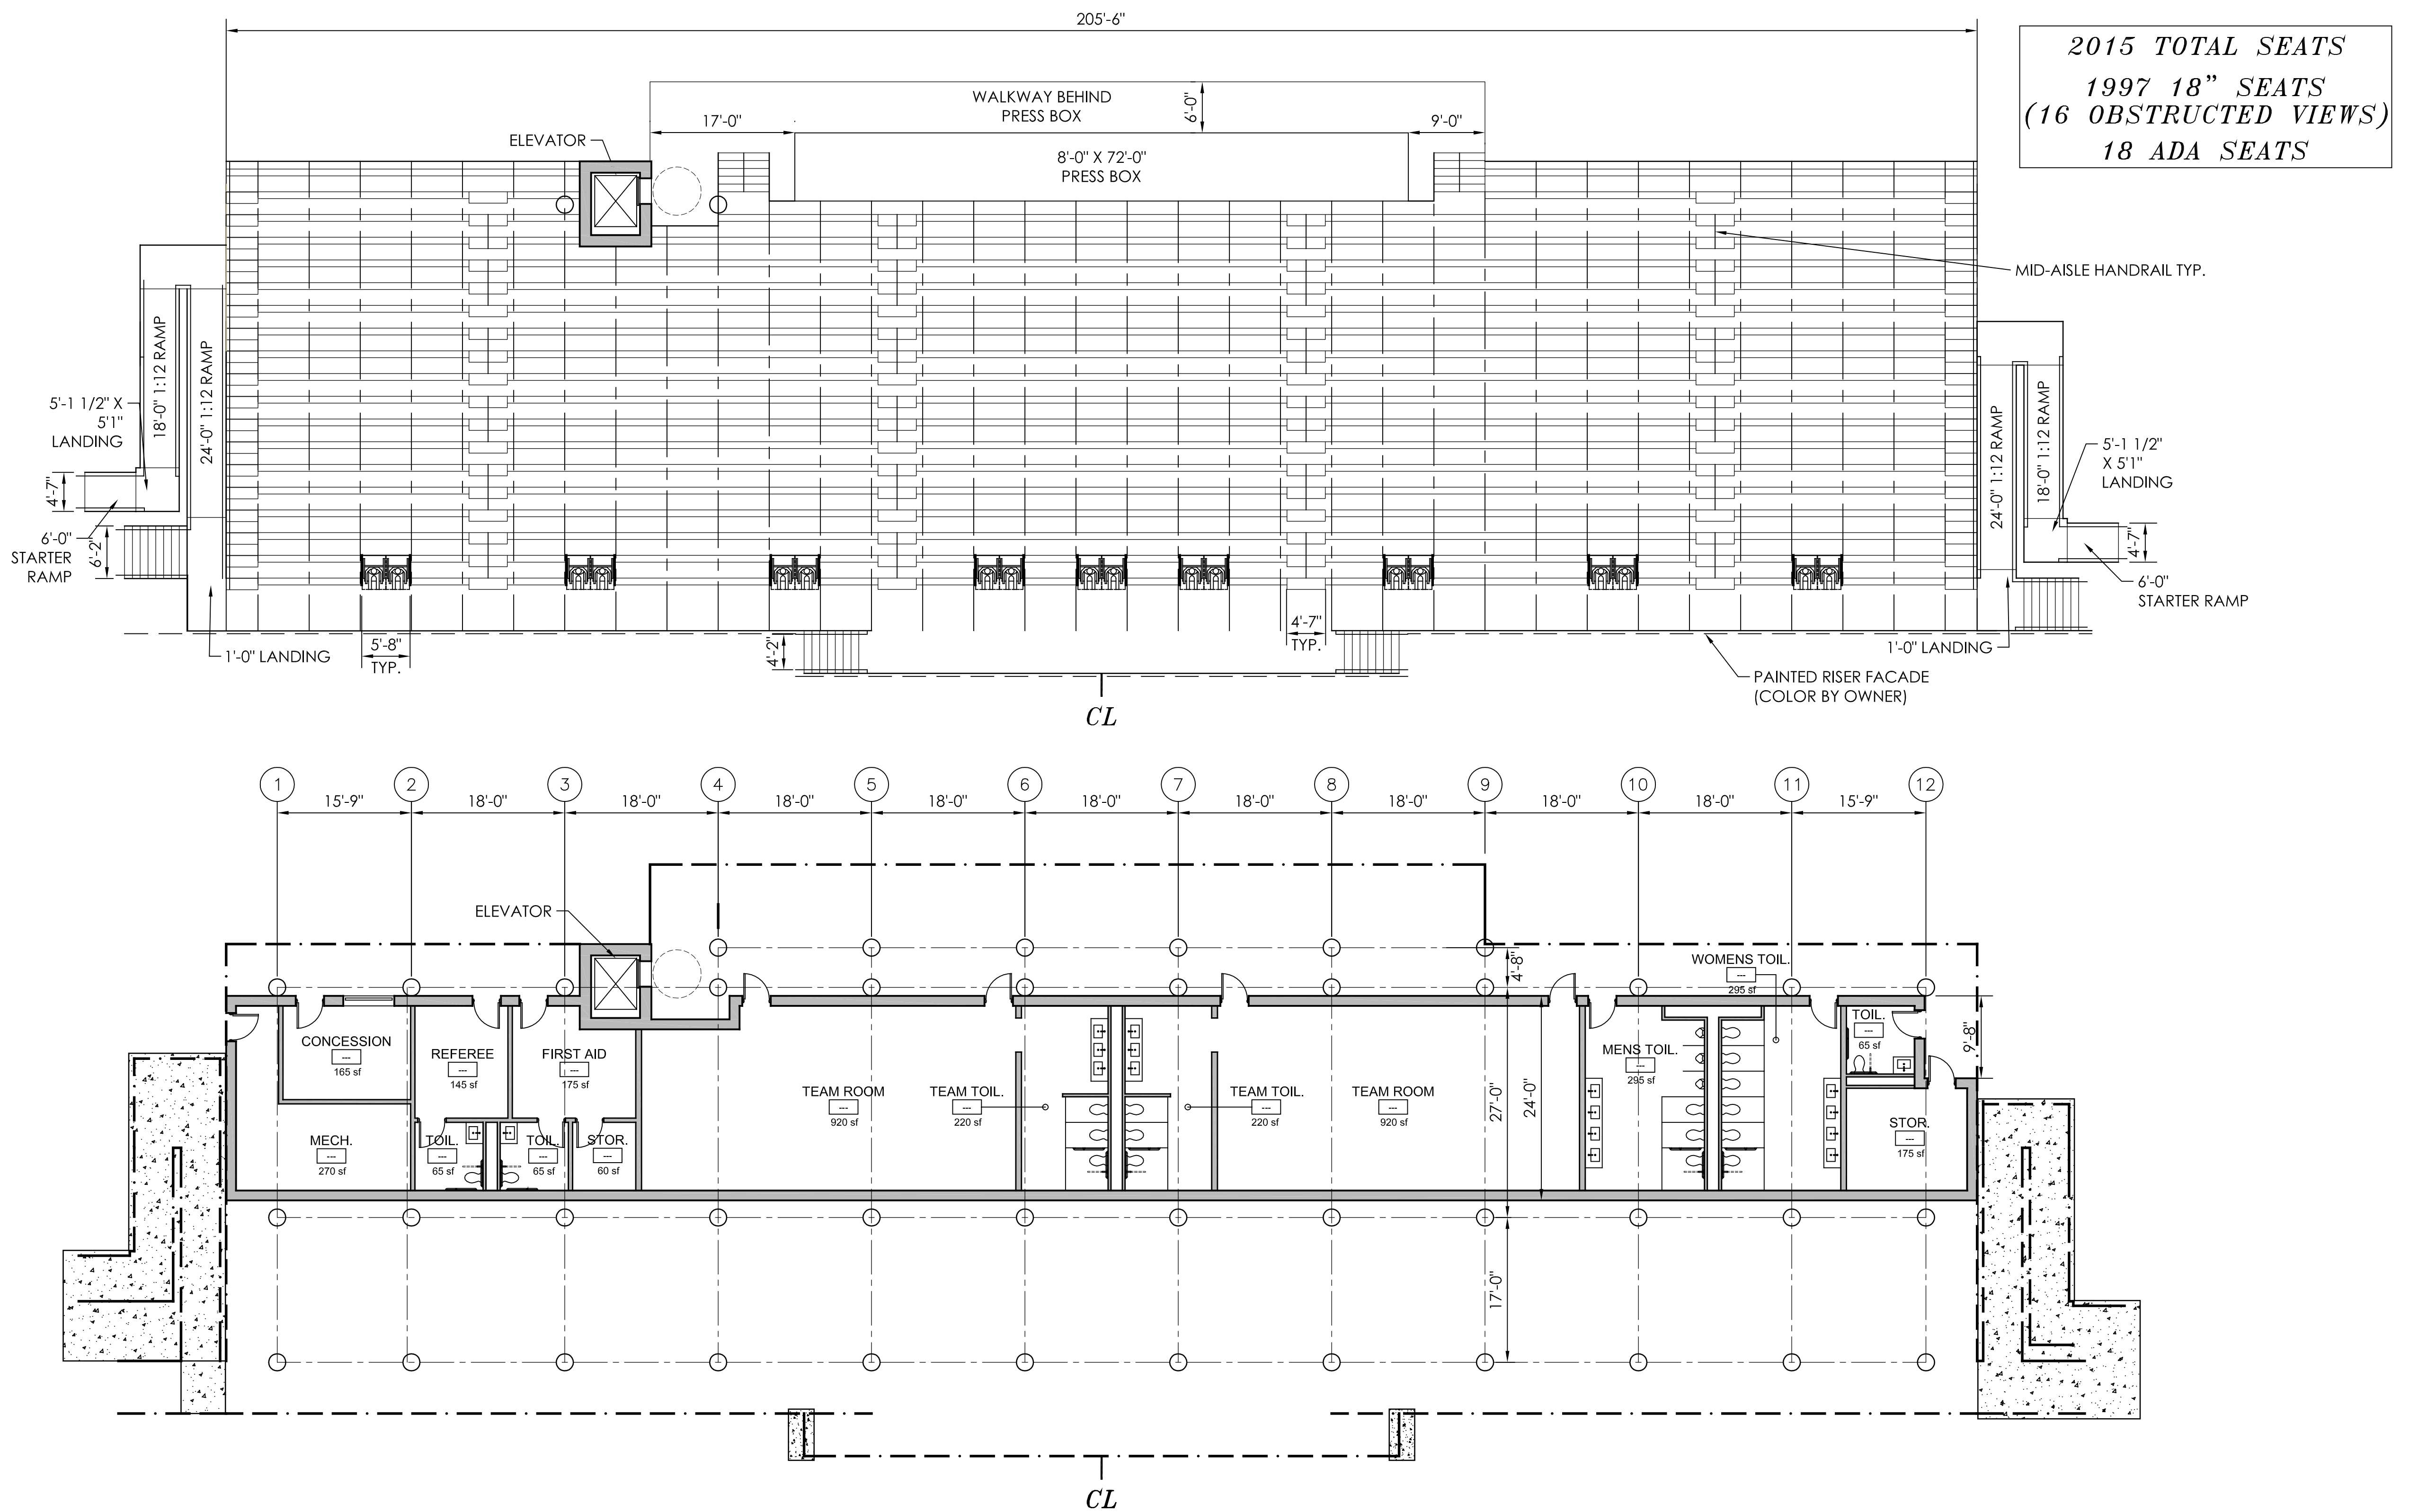 205'-6"
2015 TOTAL SEATS
1997 18” SEATS
(16 OBSTRUCTED VIEWS)
18 ADA SEATS
WALKWAY BEHIND
PRESS BOX
6'-0"
17'-0"
9'-0"
ELEVATOR
8'-0" X 72'-0"
PRESS BOX
MID-AISLE HANDRAIL TYP.
18'-0" 1:12 RAMP
24'-0" 1:12 RAMP
5'-1 1/2" X
5'1"
LANDING
4'-7"
6'-0"
STARTER
RAMP
6'-2"
1'-0" LANDING
5'-8"
TYP.
4'-2"
4'-7"
TYP.
24'-0" 1:12 RAMP
18'-0" 1:12 RAMP
5'-1 1/2"
X 5'1"
LANDING
4'-7"
6'-0"
STARTER RAMP
1'-0" LANDING
PAINTED RISER FACADE
(COLOR BY OWNER)
CL
1 2 3 4 5 6 7 8 9 10 11 12
15'-9" 18'-0" 18'-0" 18'-0" 18'-0" 18'-0" 18'-0" 18'-0" 18'-0" 18'-0" 15'-9"
ELEVATOR
4'-8"
WOMENS TOIL.
---
295 sf
CONCESSION
---
165 sf
REFEREE
---
145 sf
FIRST AID
---
175 sf
TEAM ROOM
---
920 sf
TEAM TOIL.
---
220 sf
TEAM TOIL.
---
220 sf
TEAM ROOM
---
920 sf
27'-0"
24'-0"
MENS TOIL.
---
295 sf
TOIL.
---
65 sf
9'-8"
MECH.
---
270 sf
TOIL.
---
65 sf
TOIL.
---
65 sf
STOR.
---
60 sf
STOR.
---
175 sf
17'-0"
CL